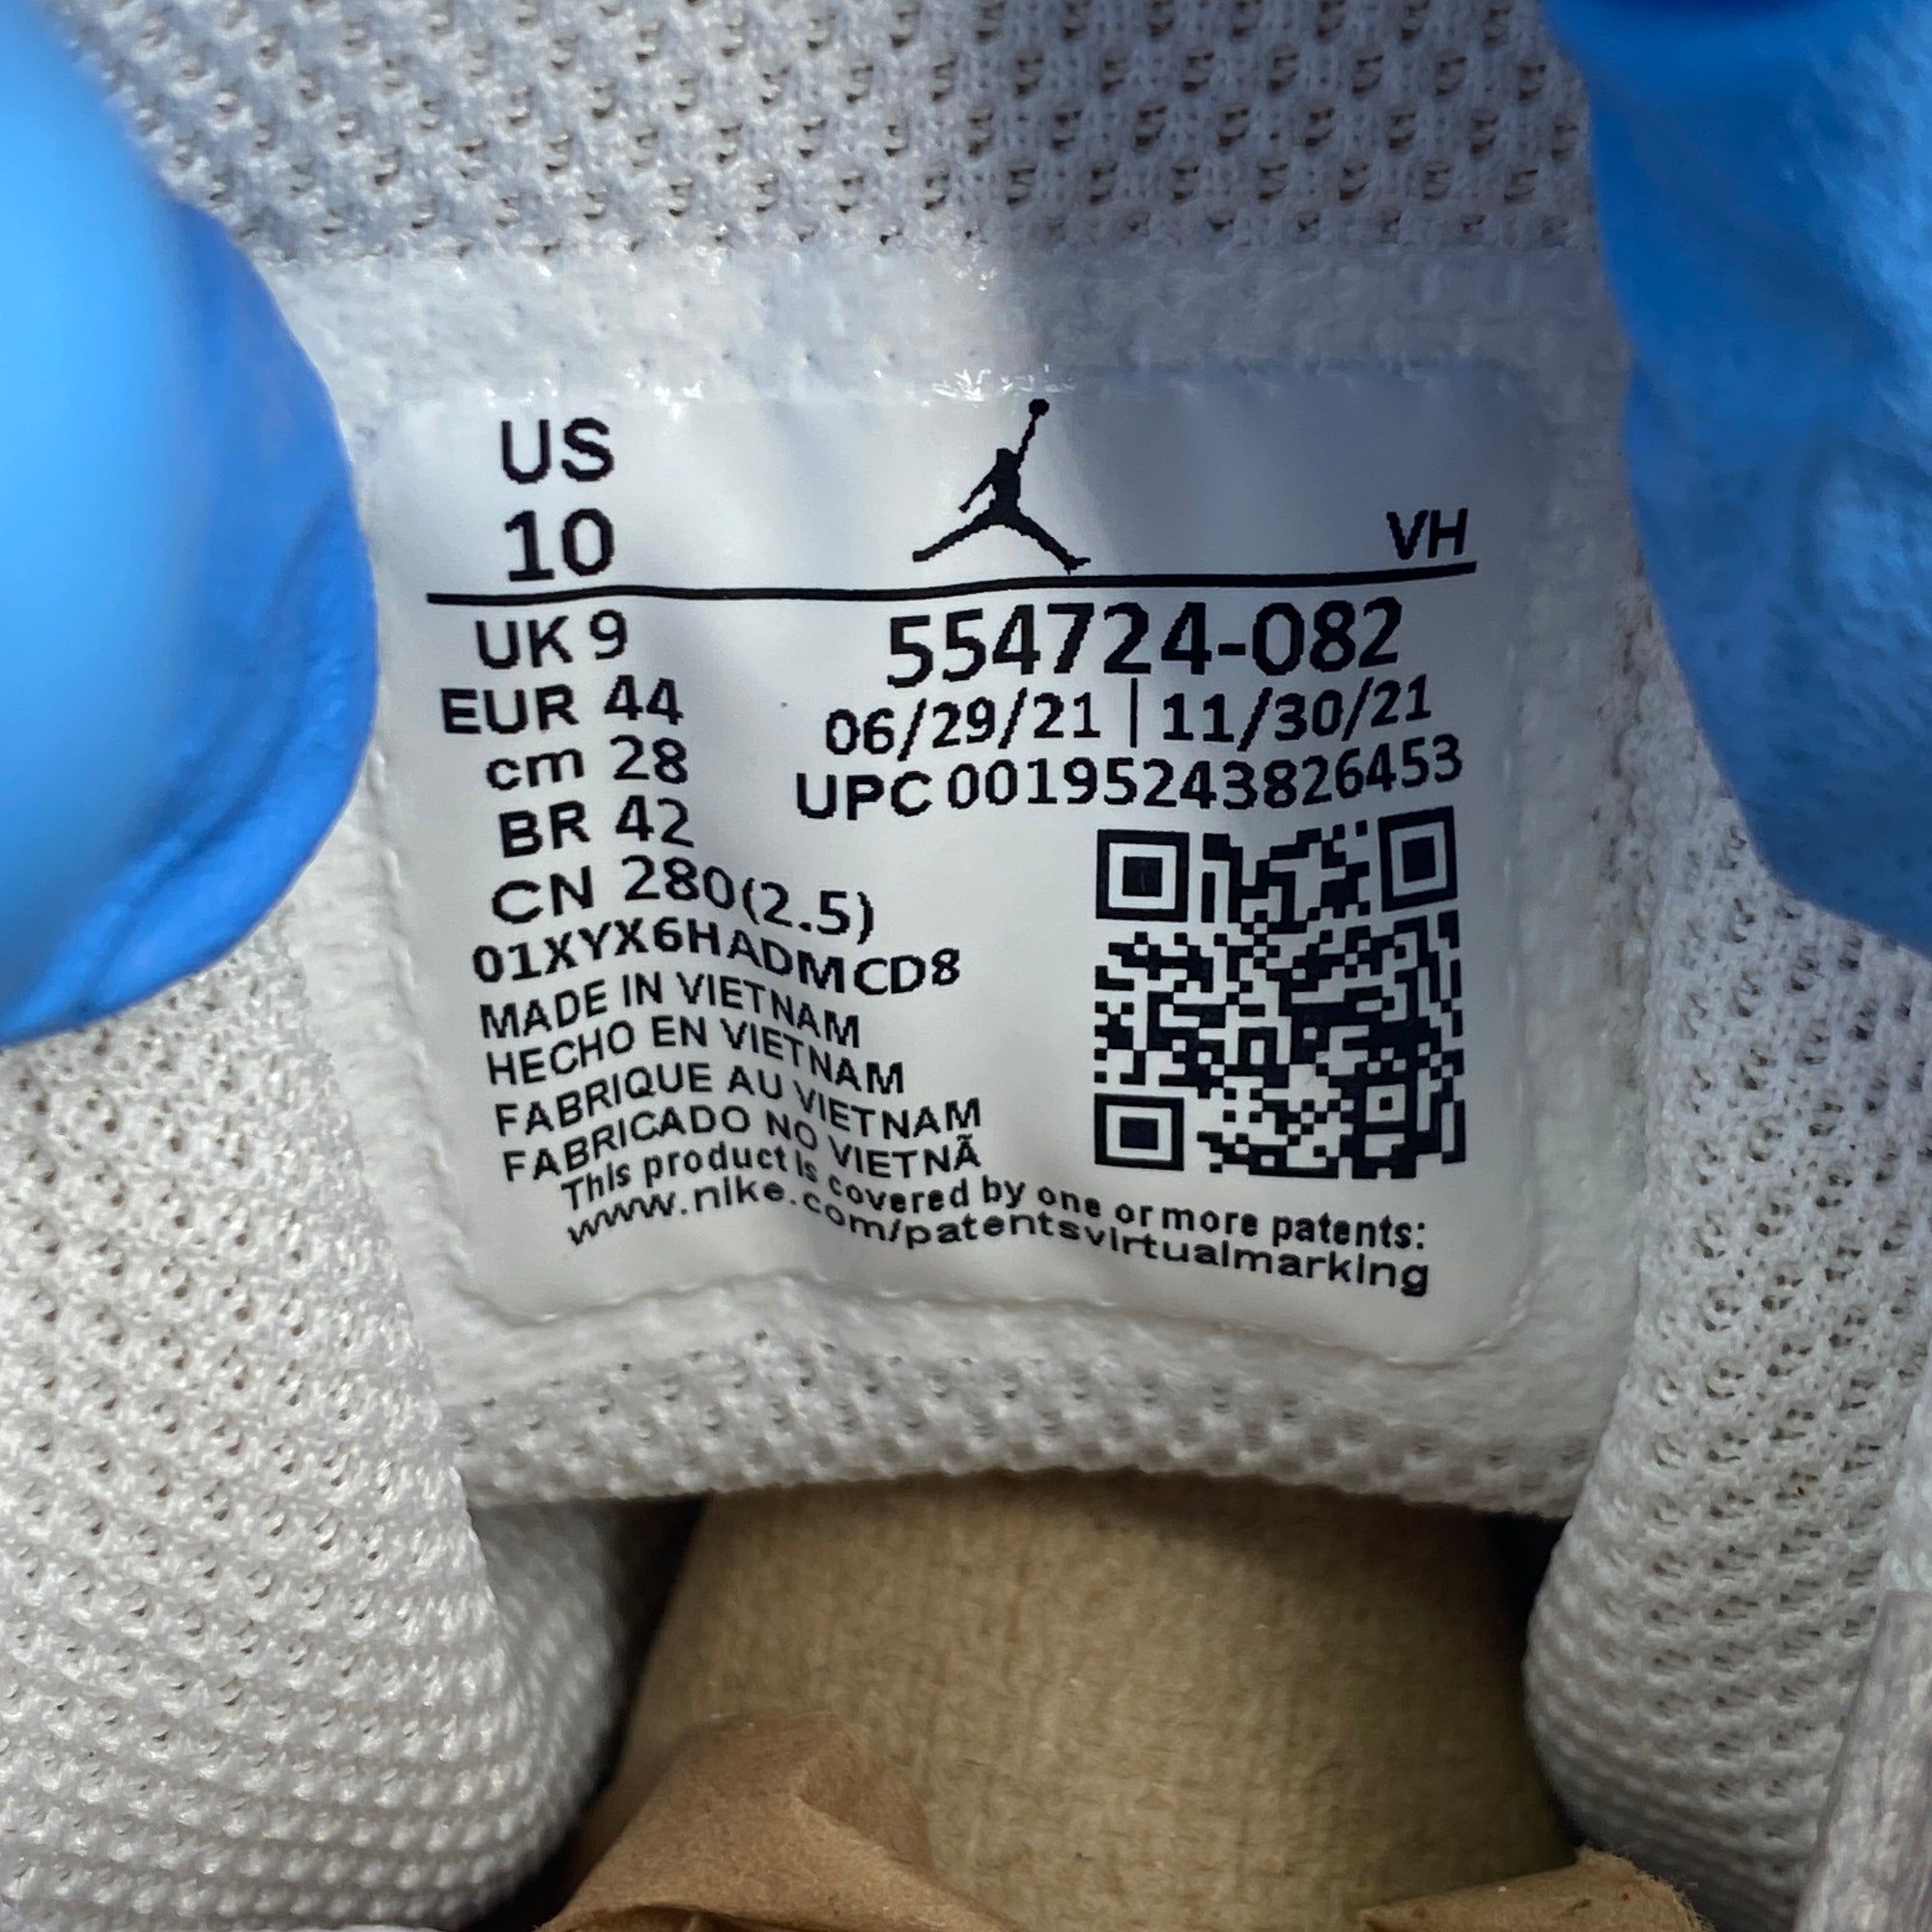 US
10
VH
UK 9
554724-082
EUR 44
06/29/21 | 11/30/21
cm 28
UPC 00195243826453
BR 42
CN 280(2.5)
01XYX6HADMCD8
MADE IN VIETNAM
HECHO EN VIETNAM
FABRIQUE AU VIETNAM
FABRICADO NO VIETNÃ
This product is covered by one or more patents:
www.nike.com/patentsvirtualmarking